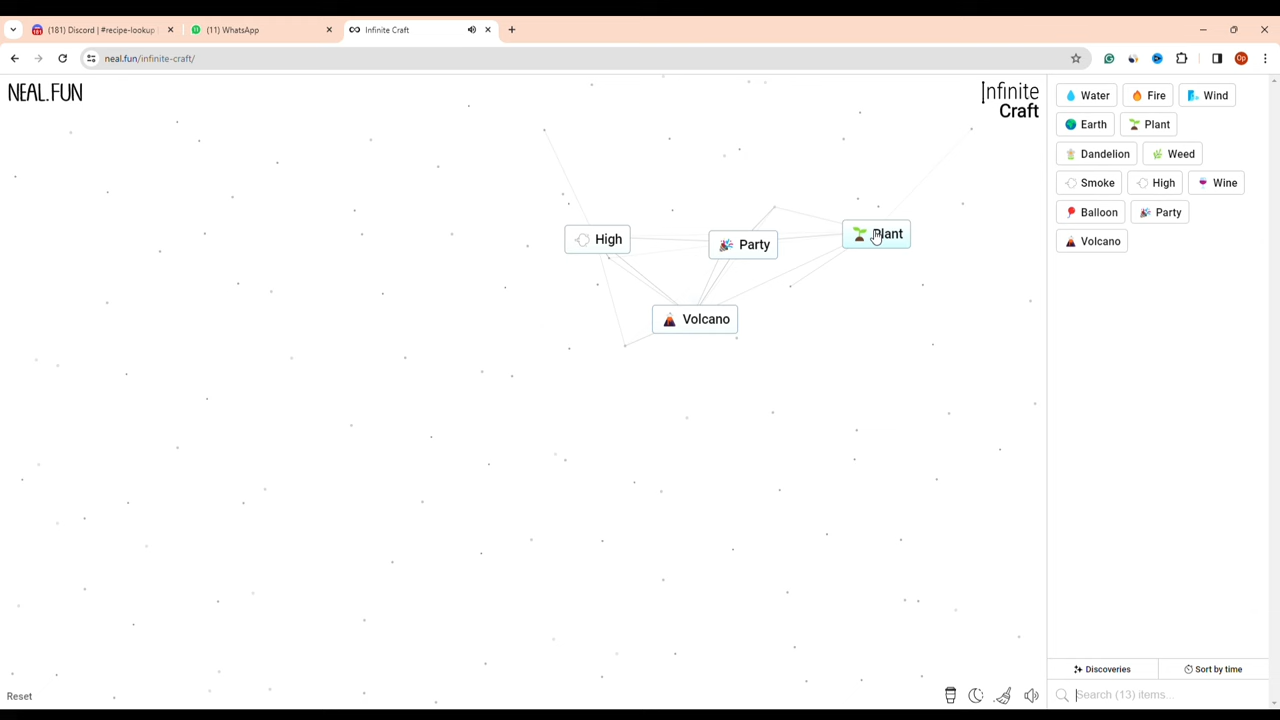 (181) Discord | #recipe-lookup
(11) WhatsApp
Infinite Craft
neal.fun/infinite-craft/
Op
NEAL.FUN
Infinite
Craft
Water Fire Wind
Earth Plant
Dandelion Weed
Smoke High Wine
Balloon Party
Volcano
High
Party
Plant
Volcano
Discoveries
Sort by time
Reset
Search (13) items...